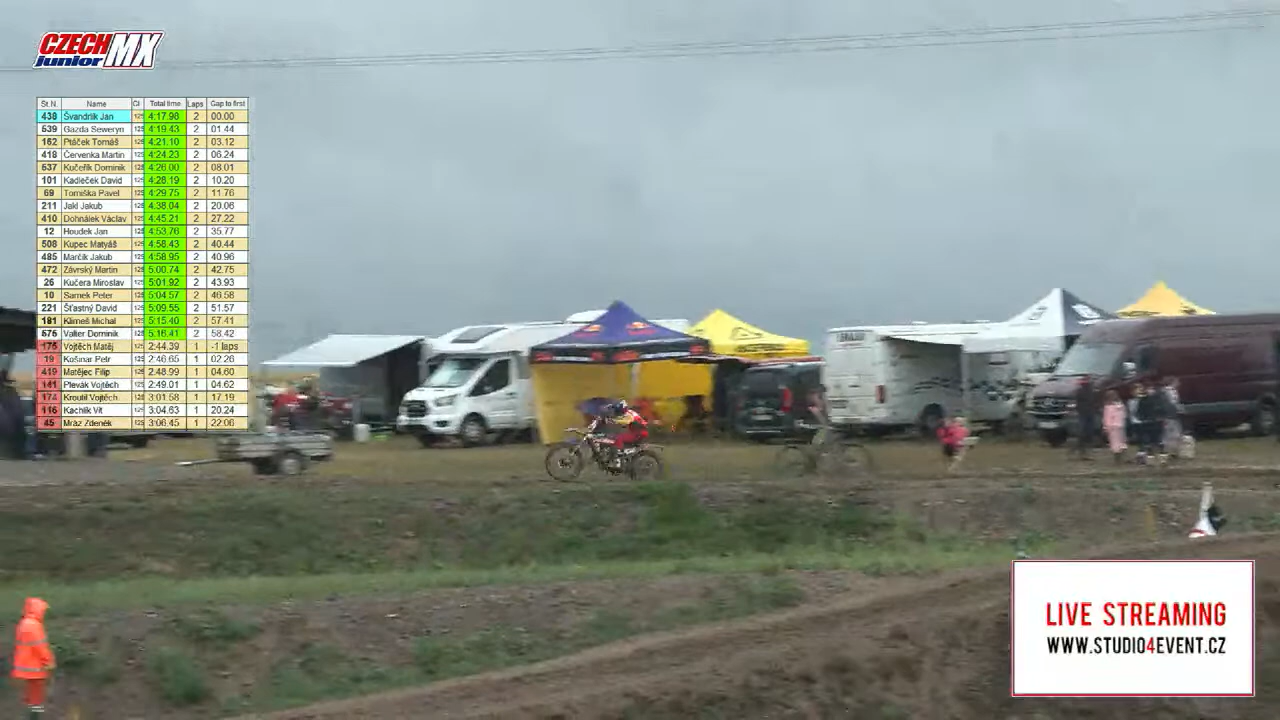 CZECH
junior MX
St.N. Name Cl Total time Laps Gap to first
438 Švandrlík Jan 125 4:17.98 2 00.00
539 Gazda Seweryn 125 4:19.43 2 01.44
162 Ptáček Tomáš 125 4:21.10 2 03.12
418 Červenka Martin 125 4:24.23 2 06.24
537 Kučeřík Dominik 125 4:26.00 2 08.01
101 Kadleček David 125 4:28.19 2 10.20
69 Tomiška Pavel 125 4:29.75 2 11.76
211 Jakl Jakub 125 4:38.04 2 20.06
410 Dohnálek Václav 125 4:45.21 2 27.22
12 Houdek Jan 125 4:53.76 2 35.77
508 Kupec Matyáš 125 4:58.43 2 40.44
485 Marčík Jakub 125 4:58.95 2 40.96
472 Závrský Martin 125 5:00.74 2 42.75
26 Kučera Miroslav 125 5:01.92 2 43.93
10 Samek Peter 125 5:04.57 2 46.58
221 Šťastný David 125 5:09.55 2 51.57
181 Klimeš Michal 125 5:15.40 2 57.41
575 Valter Dominik 125 5:16.41 2 58.42
175 Vojtěch Matěj 125 2:44.39 1 -1 laps
19 Košinar Petr 125 2:46.65 1 02.26
419 Matějec Filip 125 2:48.99 1 04.60
141 Plevák Vojtěch 125 2:49.01 1 04.62
174 Kroutil Vojtěch 125 3:01.58 1 17.19
116 Kachlík Vít 125 3:04.63 1 20.24
45 Mráz Zdeněk 125 3:06.45 1 22.06
LIVE STREAMING
WWW.STUDIO4EVENT.CZ